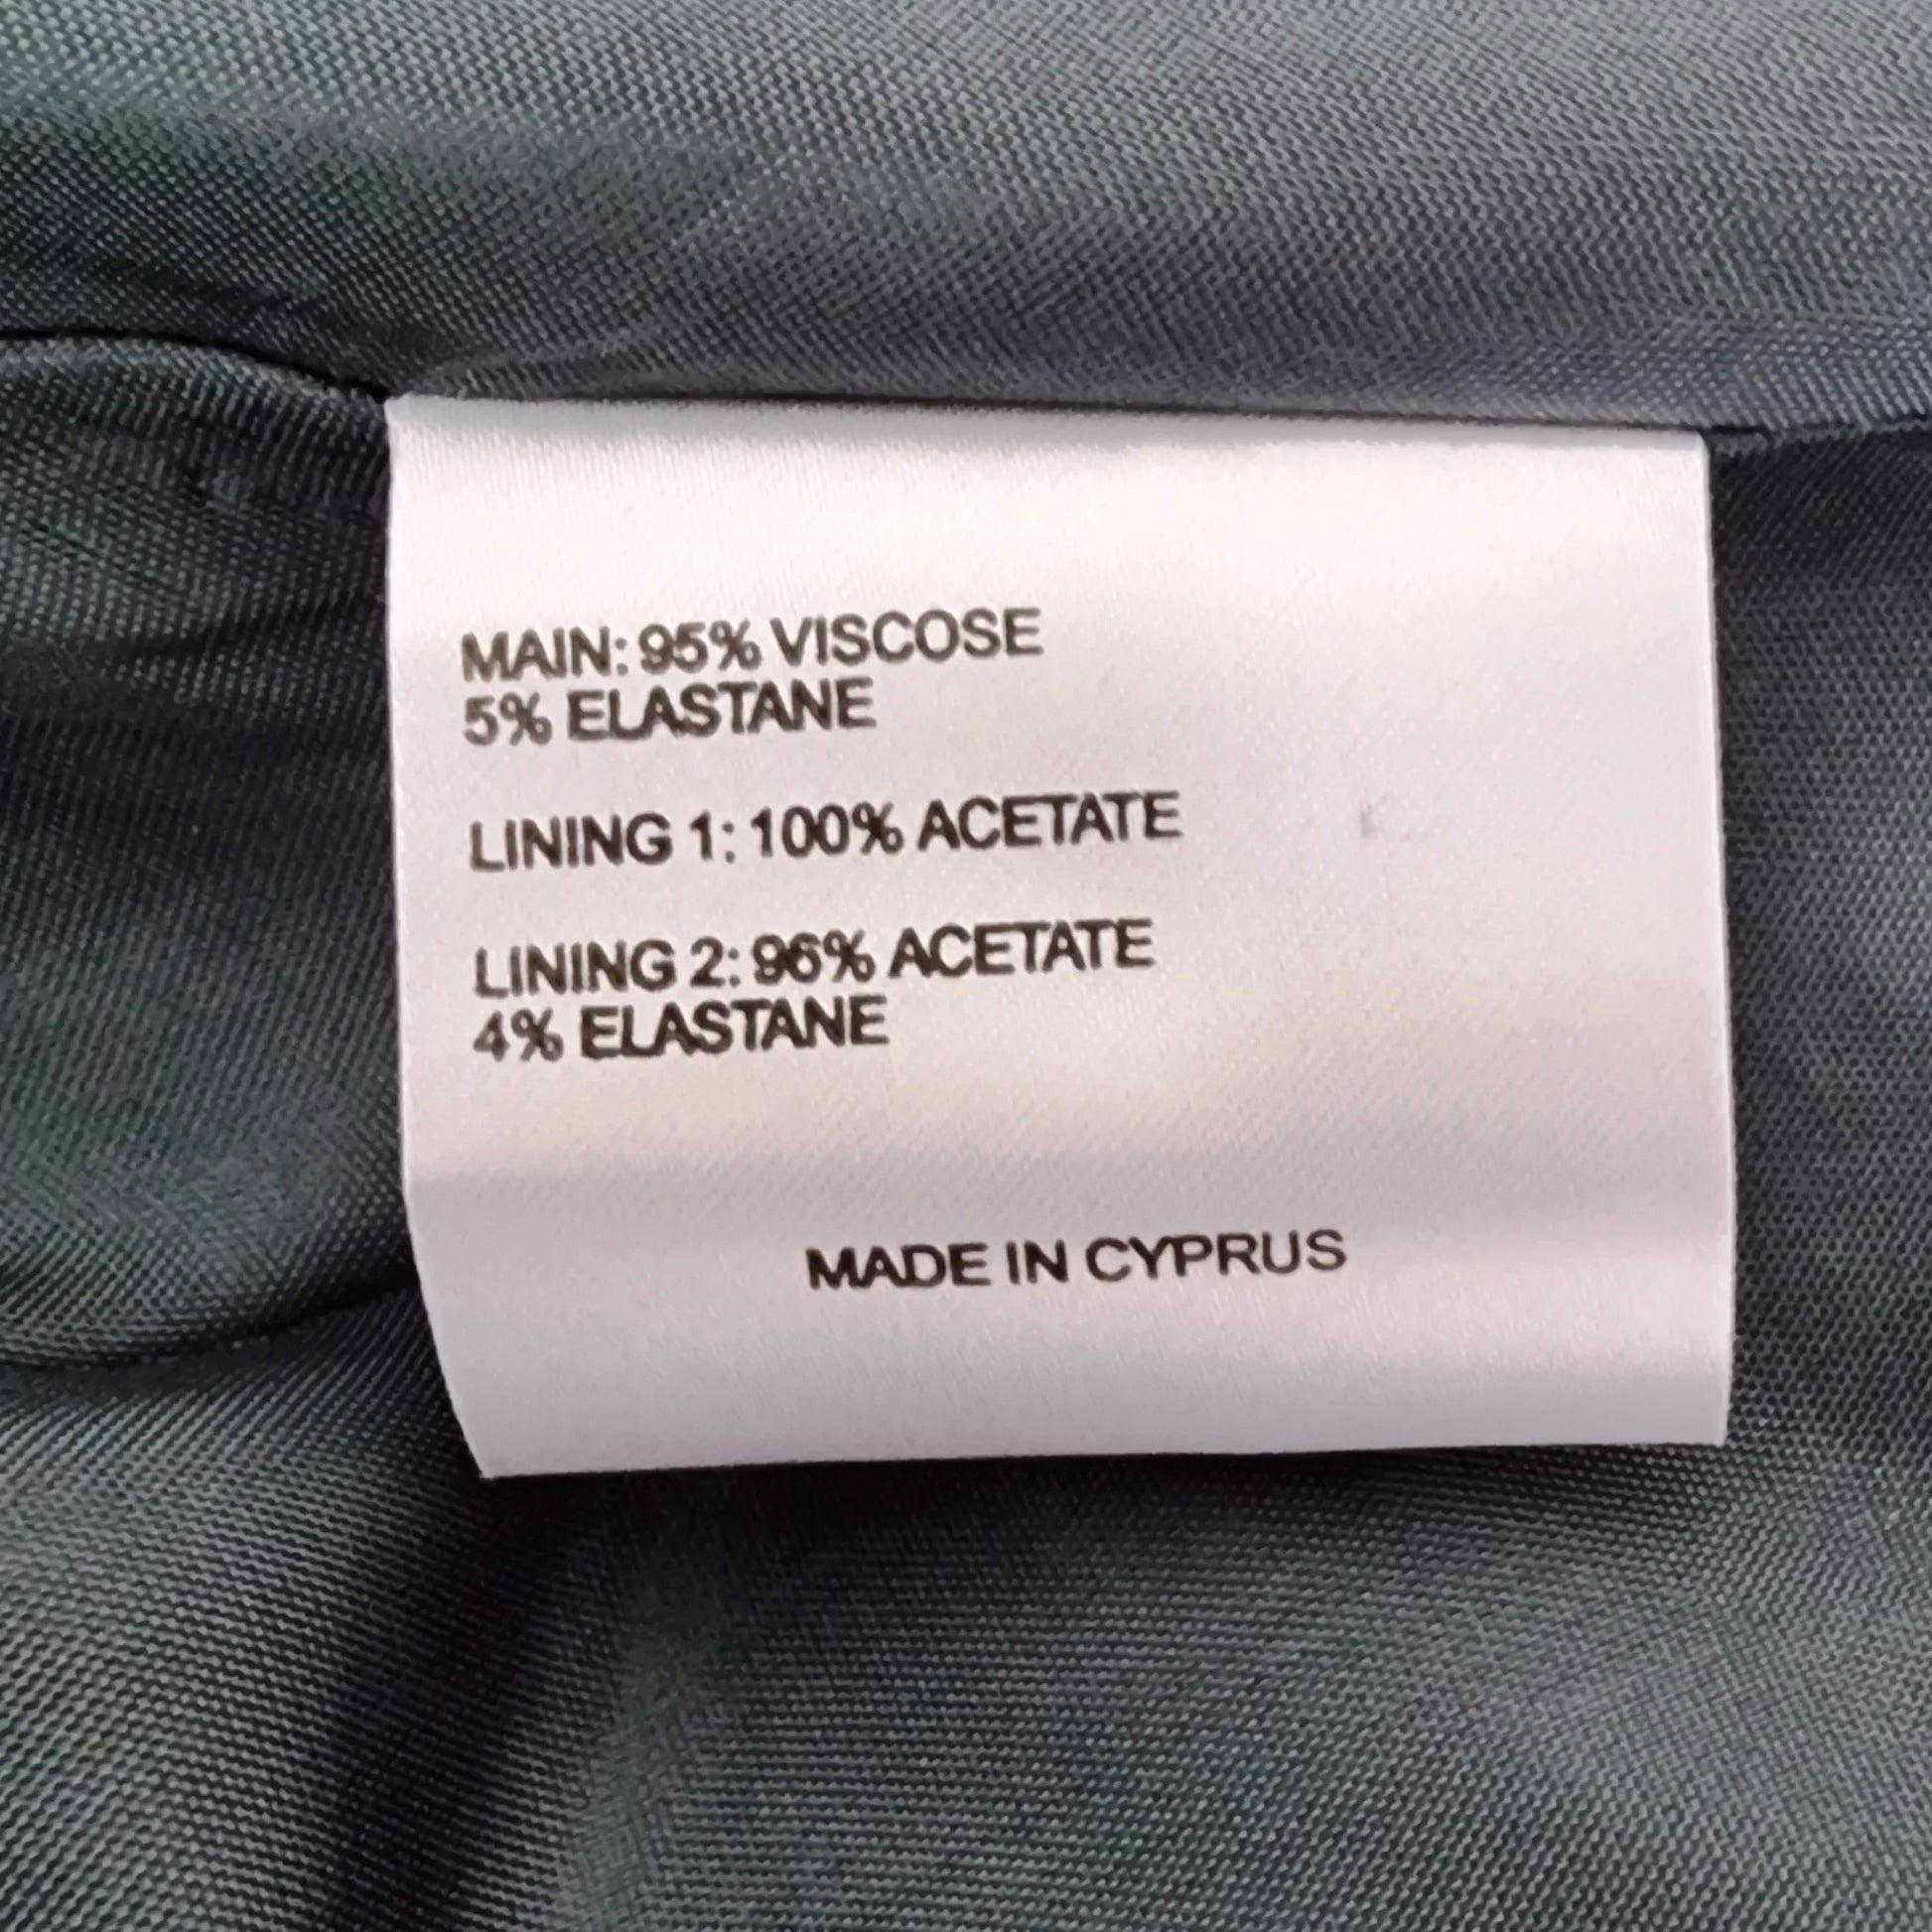 MAIN: 95% VISCOSE
5% ELASTANE
LINING 1: 100% ACETATE
LINING 2: 96% ACETATE
4% ELASTANE
MADE IN CYPRUS